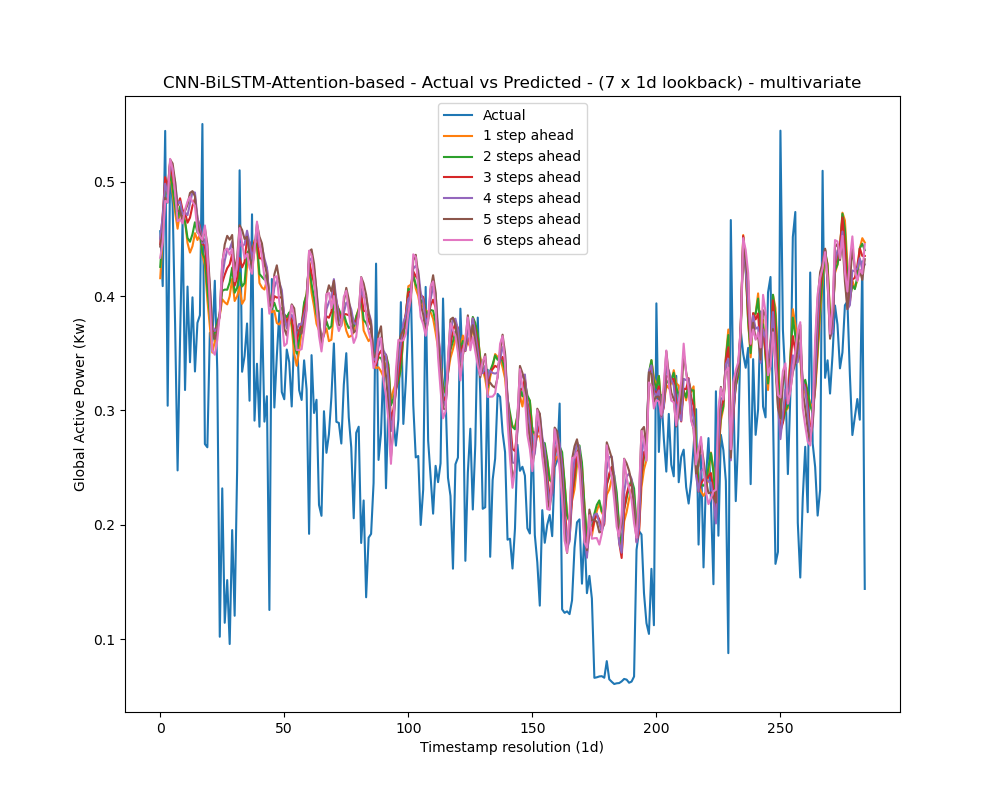 CNN-BiLSTM-Attention-based - Actual vs Predicted - (7 x 1d lookback) - multivariate
Actual
1 step ahead
2 steps ahead
3 steps ahead
4 steps ahead
5 steps ahead
6 steps ahead
Global Active Power (Kw)
0.5
0.4
0.3
0.2
0.1
0 50 100 150 200 250
Timestamp resolution (1d)